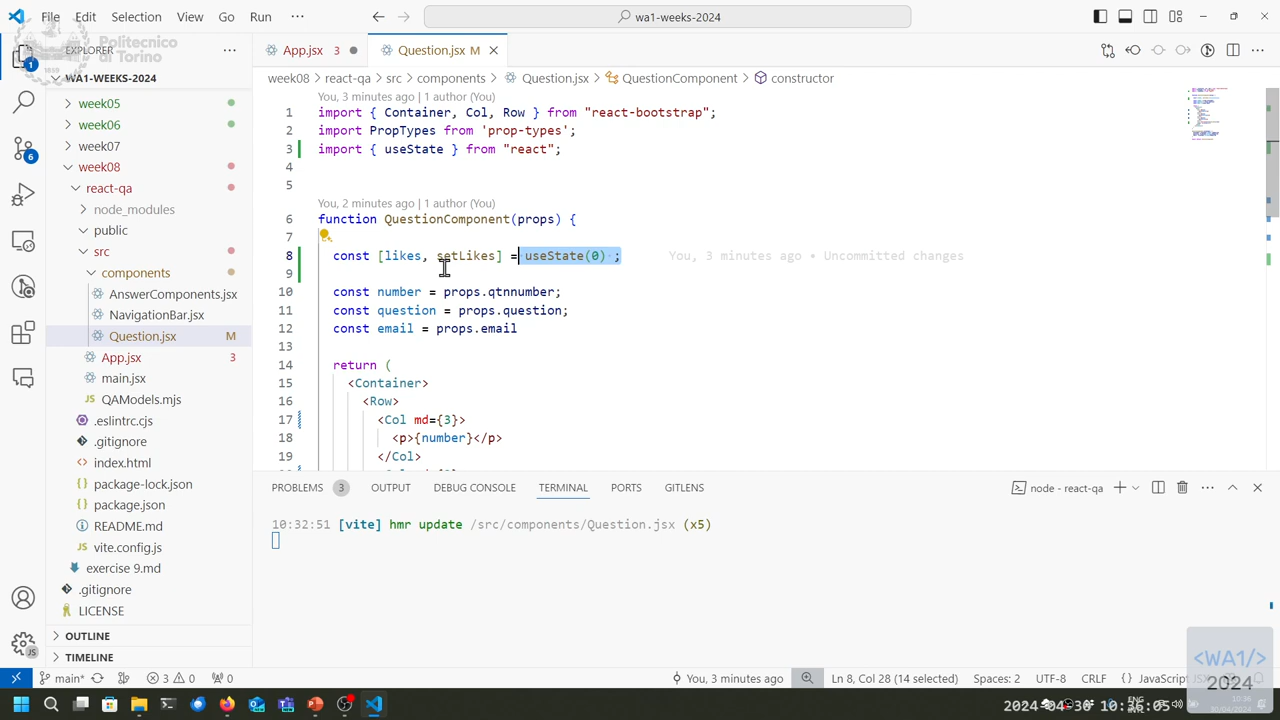 File Edit Selection View Go Run ··· wa1-weeks-2024
Politecnico
di Torino
EXPLORER ···
App.jsx 3
Question.jsx M
WA1-WEEKS-2024
week05
week06
week07
week08
react-qa
node_modules
public
src
components
AnswerComponents.jsx
NavigationBar.jsx
Question.jsx M
App.jsx 3
main.jsx
QAModels.mjs
.eslintrc.cjs
.gitignore
index.html
package-lock.json
package.json
README.md
vite.config.js
exercise 9.md
.gitignore
LICENSE
OUTLINE
TIMELINE
week08 > react-qa > src > components > Question.jsx > QuestionComponent > constructor
You, 3 minutes ago | 1 author (You)
1 import { Container, Col, Row } from "react-bootstrap";
2 import PropTypes from 'prop-types';
3 import { useState } from "react";
4
5
You, 2 minutes ago | 1 author (You)
6 function QuestionComponent(props) {
7
8 const [likes, setLikes] = useState(0) ; You, 3 minutes ago • Uncommitted changes
9
10 const number = props.qtnnumber;
11 const question = props.question;
12 const email = props.email
13
14 return (
15 <Container>
16 <Row>
17 <Col md={3}>
18 <p>{number}</p>
19 </Col>
PROBLEMS 3 OUTPUT DEBUG CONSOLE TERMINAL PORTS GITLENS node - react-qa
10:32:51 [vite] hmr update /src/components/Question.jsx (x5)
main* 3 0 0 You, 3 minutes ago Ln 8, Col 28 (14 selected) Spaces: 2 UTF-8 CRLF { } JavaScript
<WA1/>
2024
2024-04-30 10:36:05